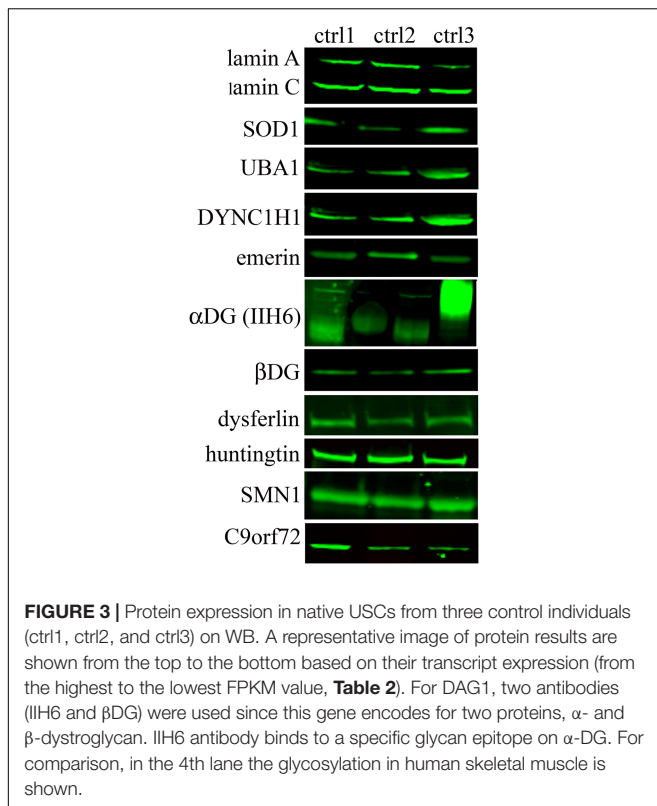 ctrl1 ctrl2 ctrl3
lamin A
lamin C
SOD1
UBA1
DYNC1H1
emerin
αDG (IIH6)
βDG
dysferlin
huntingtin
SMN1
C9orf72
FIGURE 3 | Protein expression in native USCs from three control individuals
(ctrl1, ctrl2, and ctrl3) on WB. A representative image of protein results are
shown from the top to the bottom based on their transcript expression (from
the highest to the lowest FPKM value, Table 2). For DAG1, two antibodies
(IIH6 and βDG) were used since this gene encodes for two proteins, α- and
β-dystroglycan. IIH6 antibody binds to a specific glycan epitope on α-DG. For
comparison, in the 4th lane the glycosylation in human skeletal muscle is
shown.